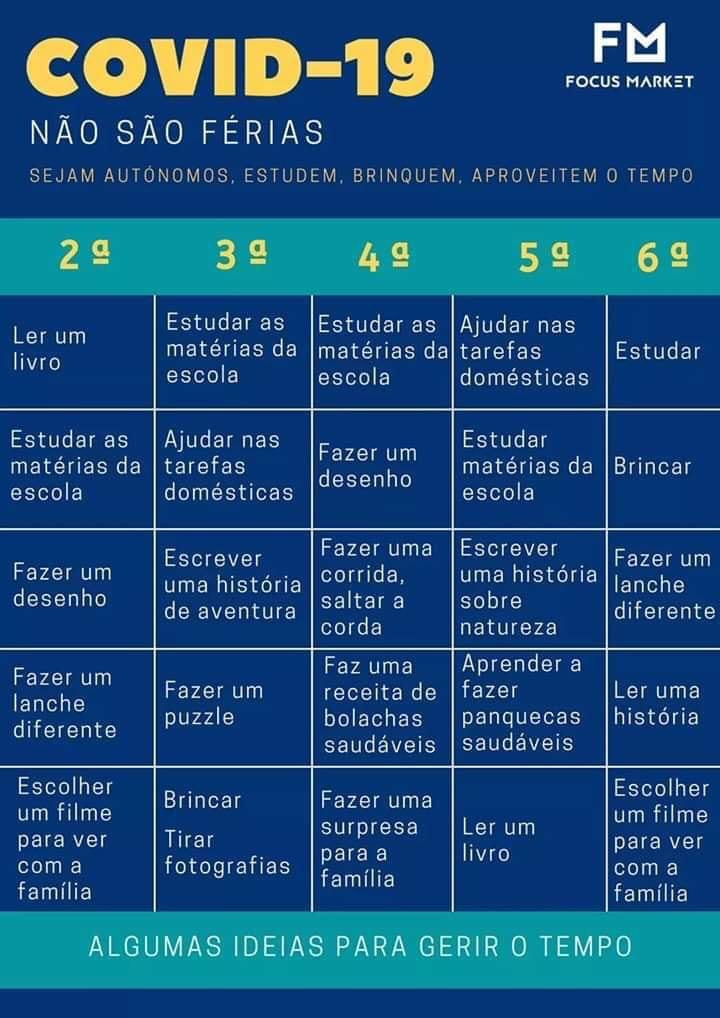 COVID-19
FM
FOCUS MARKET
NÃO SÃO FÉRIAS
SEJAM AUTÓNOMOS, ESTUDEM, BRINQUEM, APROVEITEM O TEMPO
2ª
3ª
4ª
5ª
6ª
Ler um
livro
Estudar as
matérias da
escola
Estudar as
matérias da
escola
Ajudar nas
tarefas
domésticas
Estudar
Estudar as
matérias da
escola
Ajudar nas
tarefas
domésticas
Fazer um
desenho
Estudar
matérias da
escola
Brincar
Fazer um
desenho
Escrever
uma história
de aventura
Fazer uma
corrida,
saltar a
corda
Escrever
uma história
sobre
natureza
Fazer um
lanche
diferente
Fazer um
lanche
diferente
Fazer um
puzzle
Faz uma
receita de
bolachas
saudáveis
Aprender a
fazer
panquecas
saudáveis
Ler uma
história
Escolher
um filme
para ver
com a
família
Brincar
Tirar
fotografias
Fazer uma
surpresa
para a
família
Ler um
livro
Escolher
um filme
para ver
com a
família
ALGUMAS IDEIAS PARA GERIR O TEMPO